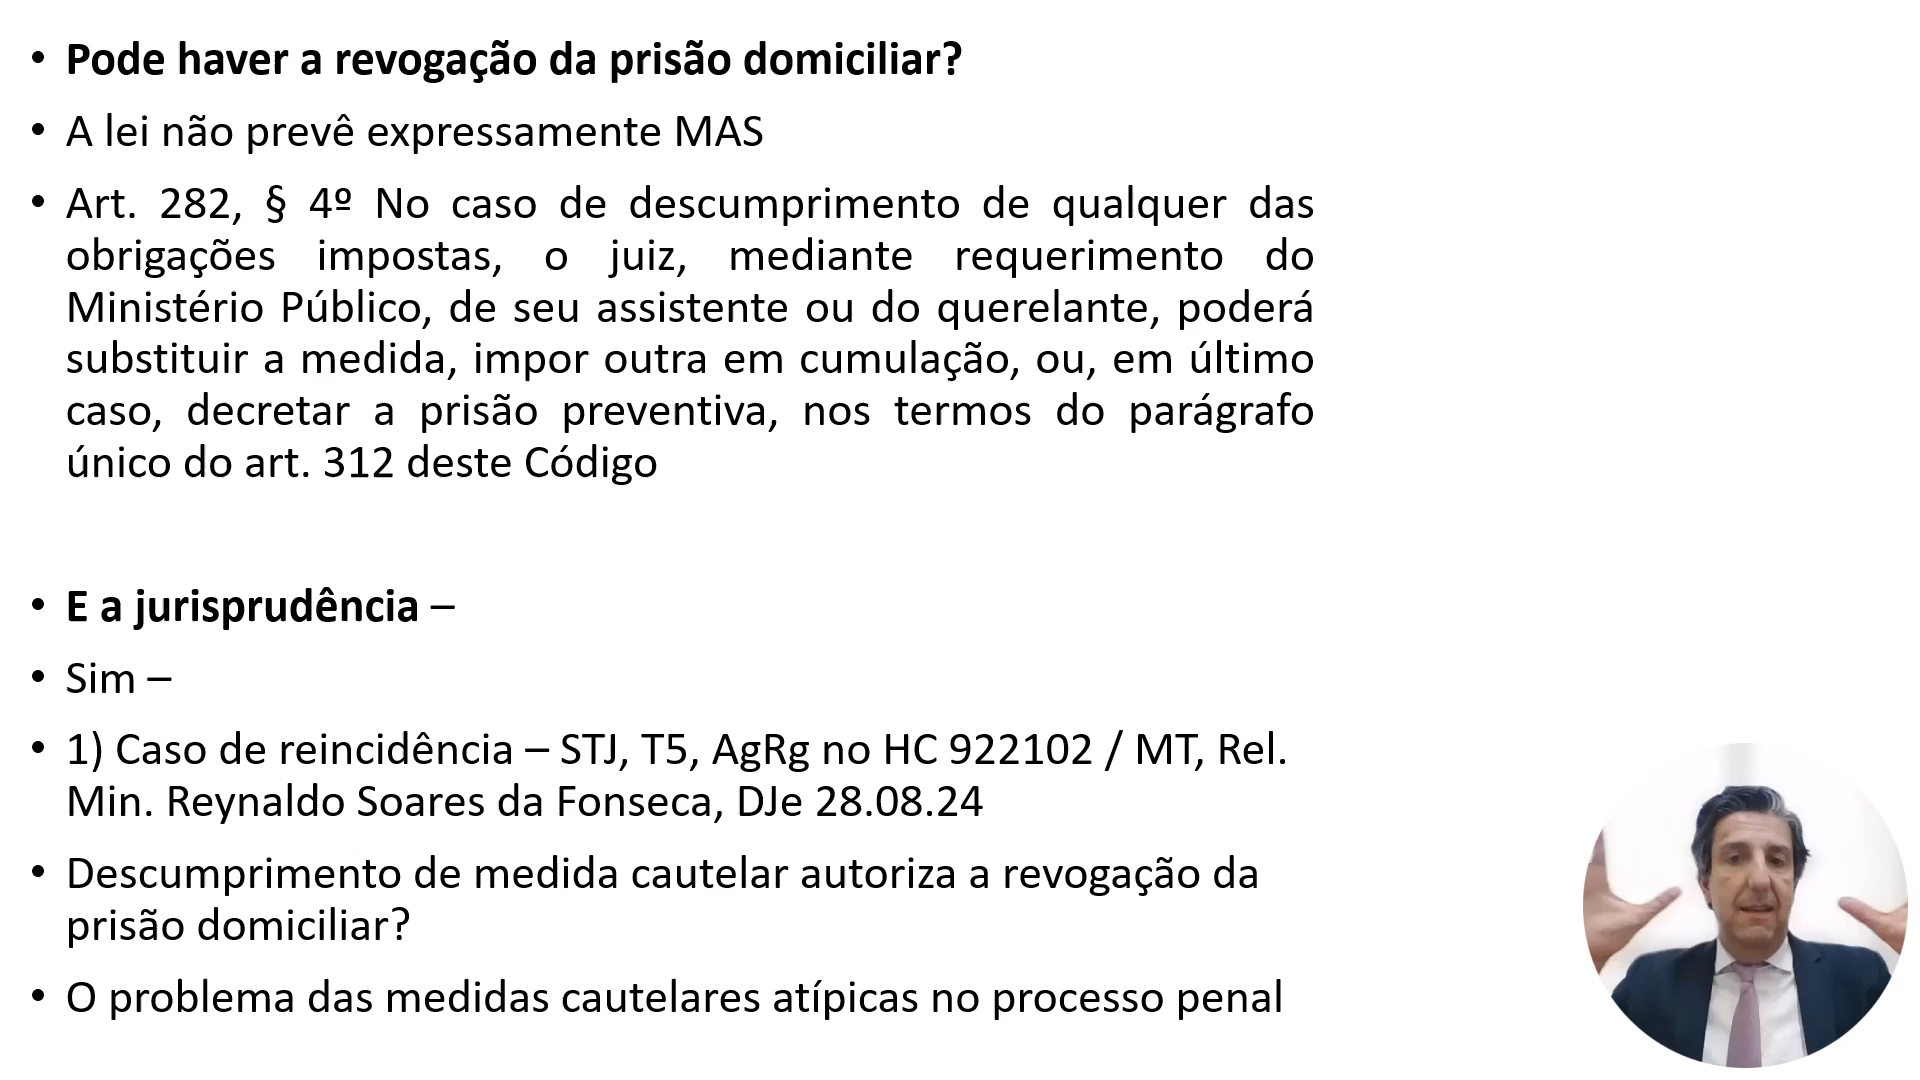 • Pode haver a revogação da prisão domiciliar?
• A lei não prevê expressamente MAS
• Art. 282, § 4º No caso de descumprimento de qualquer das
obrigações impostas, o juiz, mediante requerimento do
Ministério Público, de seu assistente ou do querelante, poderá
substituir a medida, impor outra em cumulação, ou, em último
caso, decretar a prisão preventiva, nos termos do parágrafo
único do art. 312 deste Código
• E a jurisprudência –
• Sim –
• 1) Caso de reincidência – STJ, T5, AgRg no HC 922102 / MT, Rel.
Min. Reynaldo Soares da Fonseca, DJe 28.08.24
• Descumprimento de medida cautelar autoriza a revogação da
prisão domiciliar?
• O problema das medidas cautelares atípicas no processo penal